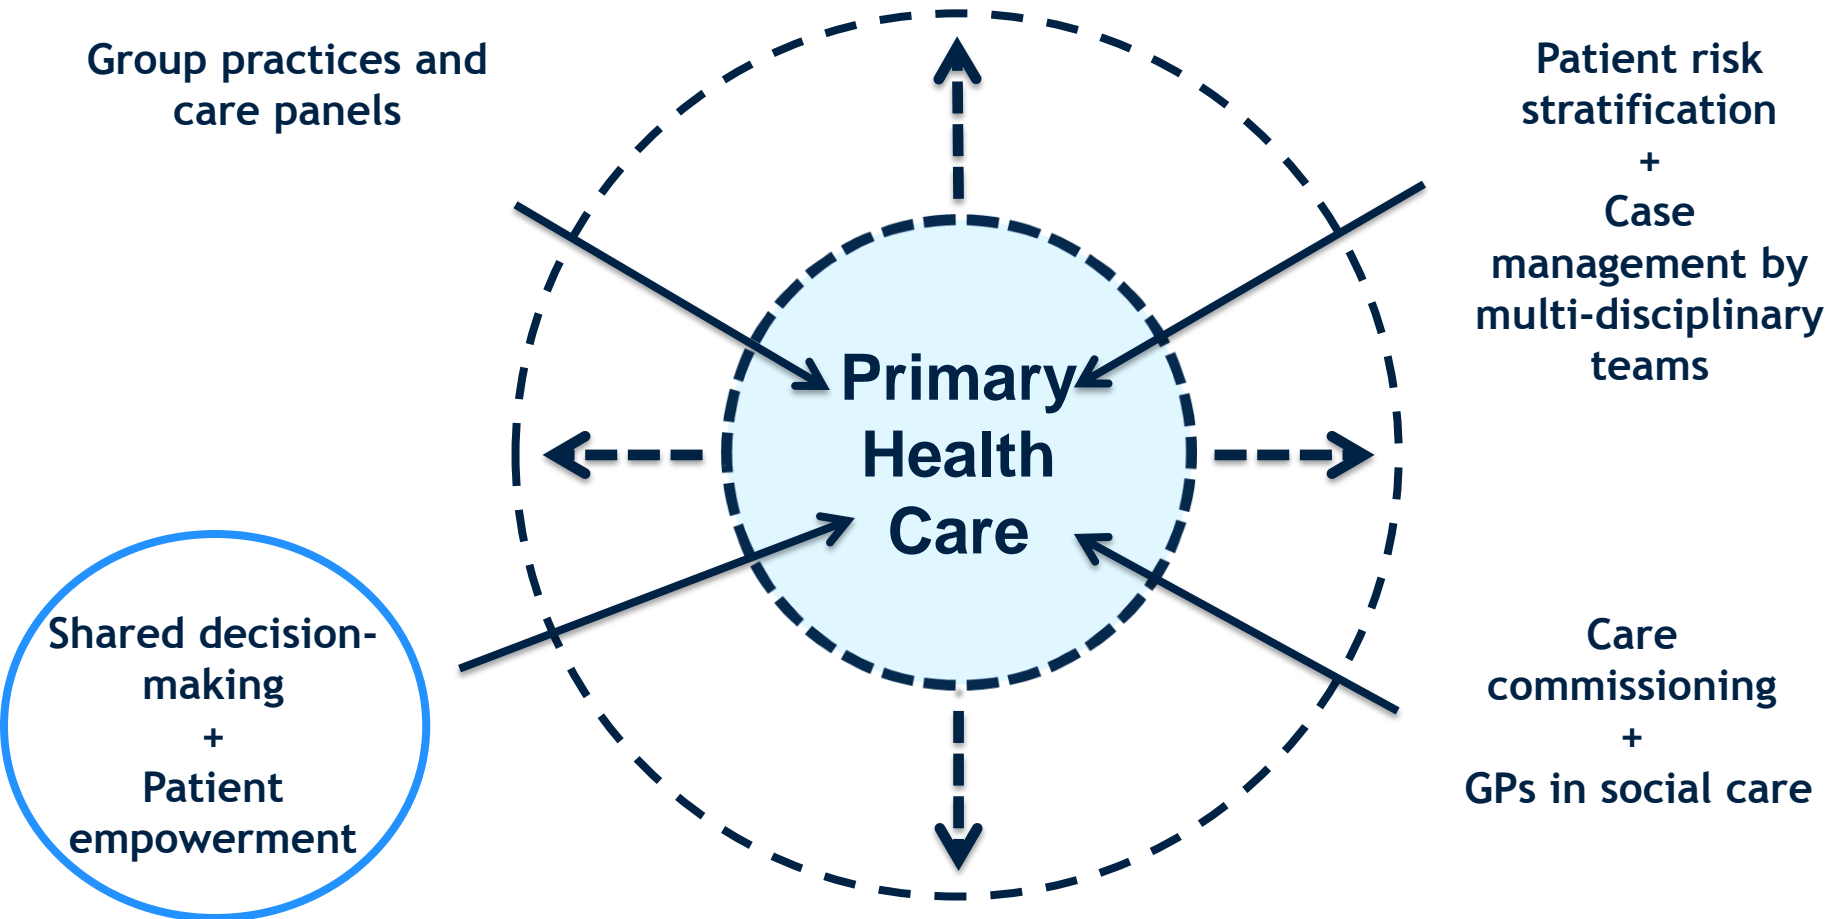 Group practices and
care panels
Patient risk
stratification
+
Case
management by
multi-disciplinary
teams
Primary
Health
Care
Shared decision-
making
+
Patient
empowerment
Care
commissioning
+
GPs in social care